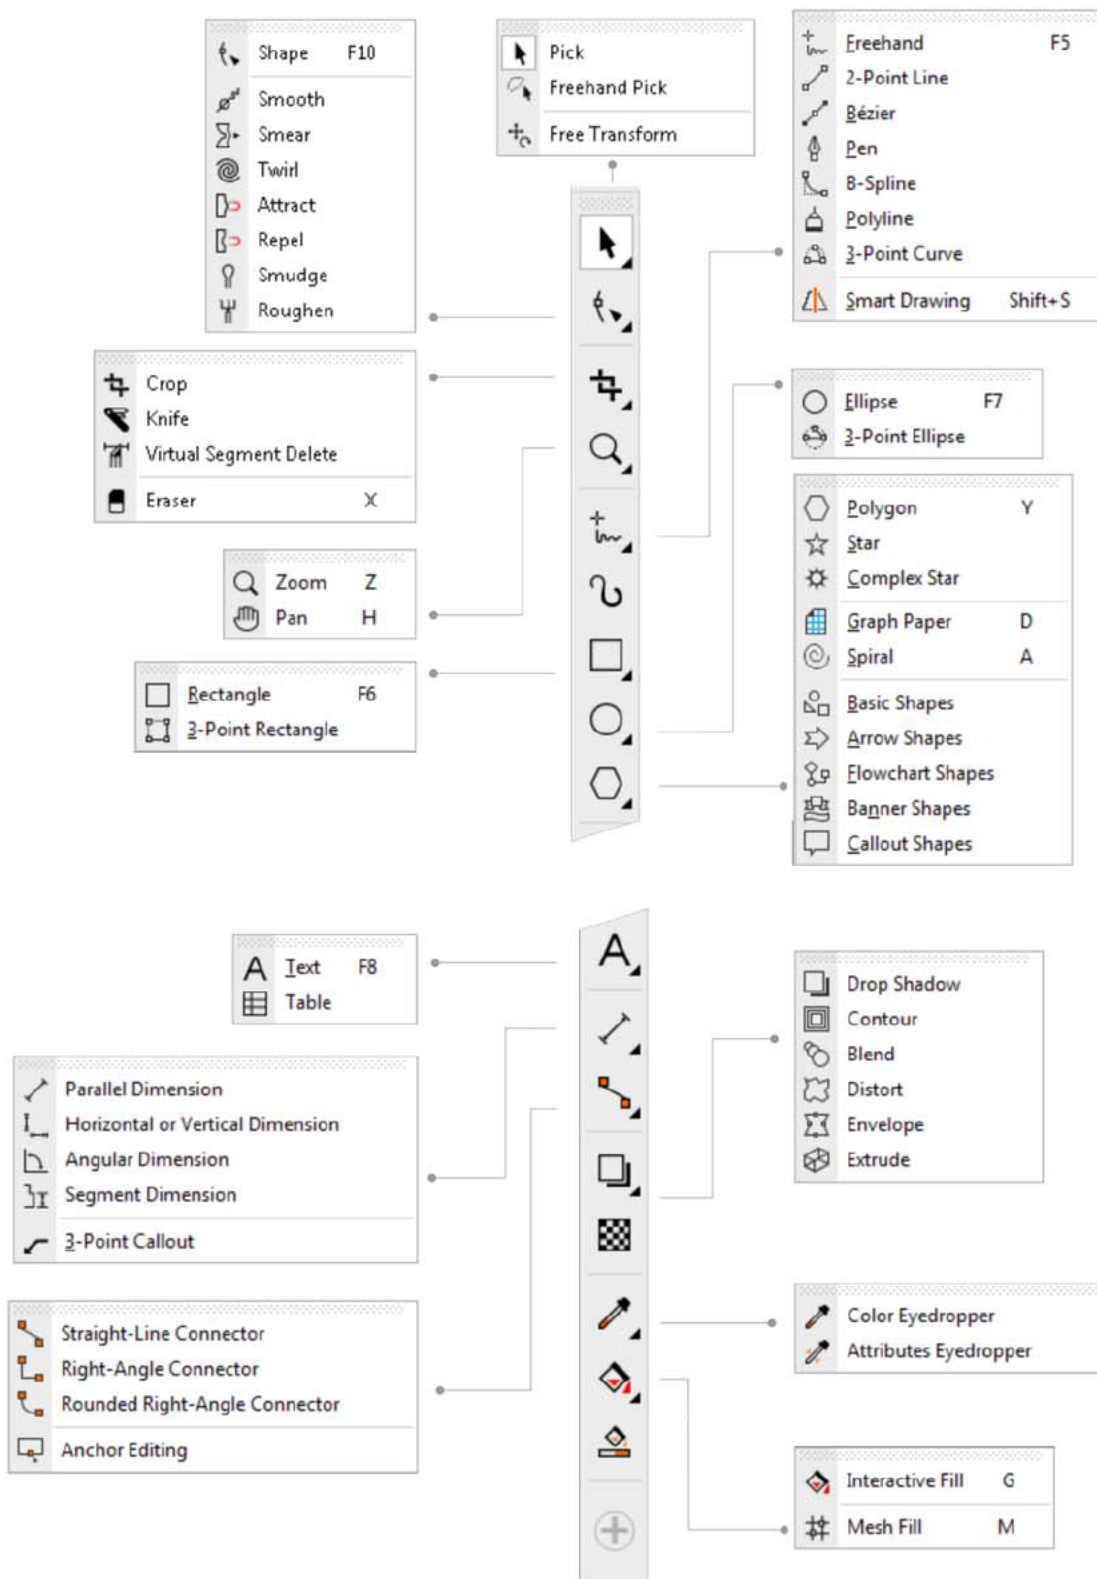 Shape F10
Smooth
Smear
Twirl
Attract
Repel
Smudge
Roughen
Pick
Freehand Pick
Free Transform
Freehand F5
2-Point Line
Bézier
Pen
B-Spline
Polyline
3-Point Curve
Smart Drawing Shift+S
Crop
Knife
Virtual Segment Delete
Eraser X
Ellipse F7
3-Point Ellipse
Zoom Z
Pan H
Polygon Y
Star
Complex Star
Graph Paper D
Spiral A
Basic Shapes
Arrow Shapes
Flowchart Shapes
Banner Shapes
Callout Shapes
Rectangle F6
3-Point Rectangle
A
A Text F8
Table
Drop Shadow
Contour
Blend
Distort
Envelope
Extrude
Parallel Dimension
Horizontal or Vertical Dimension
Angular Dimension
Segment Dimension
3-Point Callout
Straight-Line Connector
Right-Angle Connector
Rounded Right-Angle Connector
Anchor Editing
Color Eyedropper
Attributes Eyedropper
Interactive Fill G
Mesh Fill M